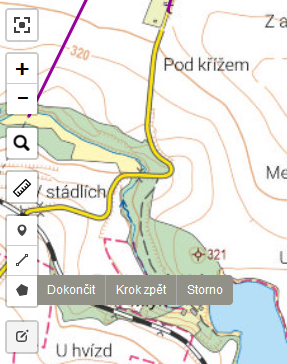 Z a
320
Pod křížem
+
−
Me
V stádlích
321
U
Dokončit Krok zpět Storno
U hvízd